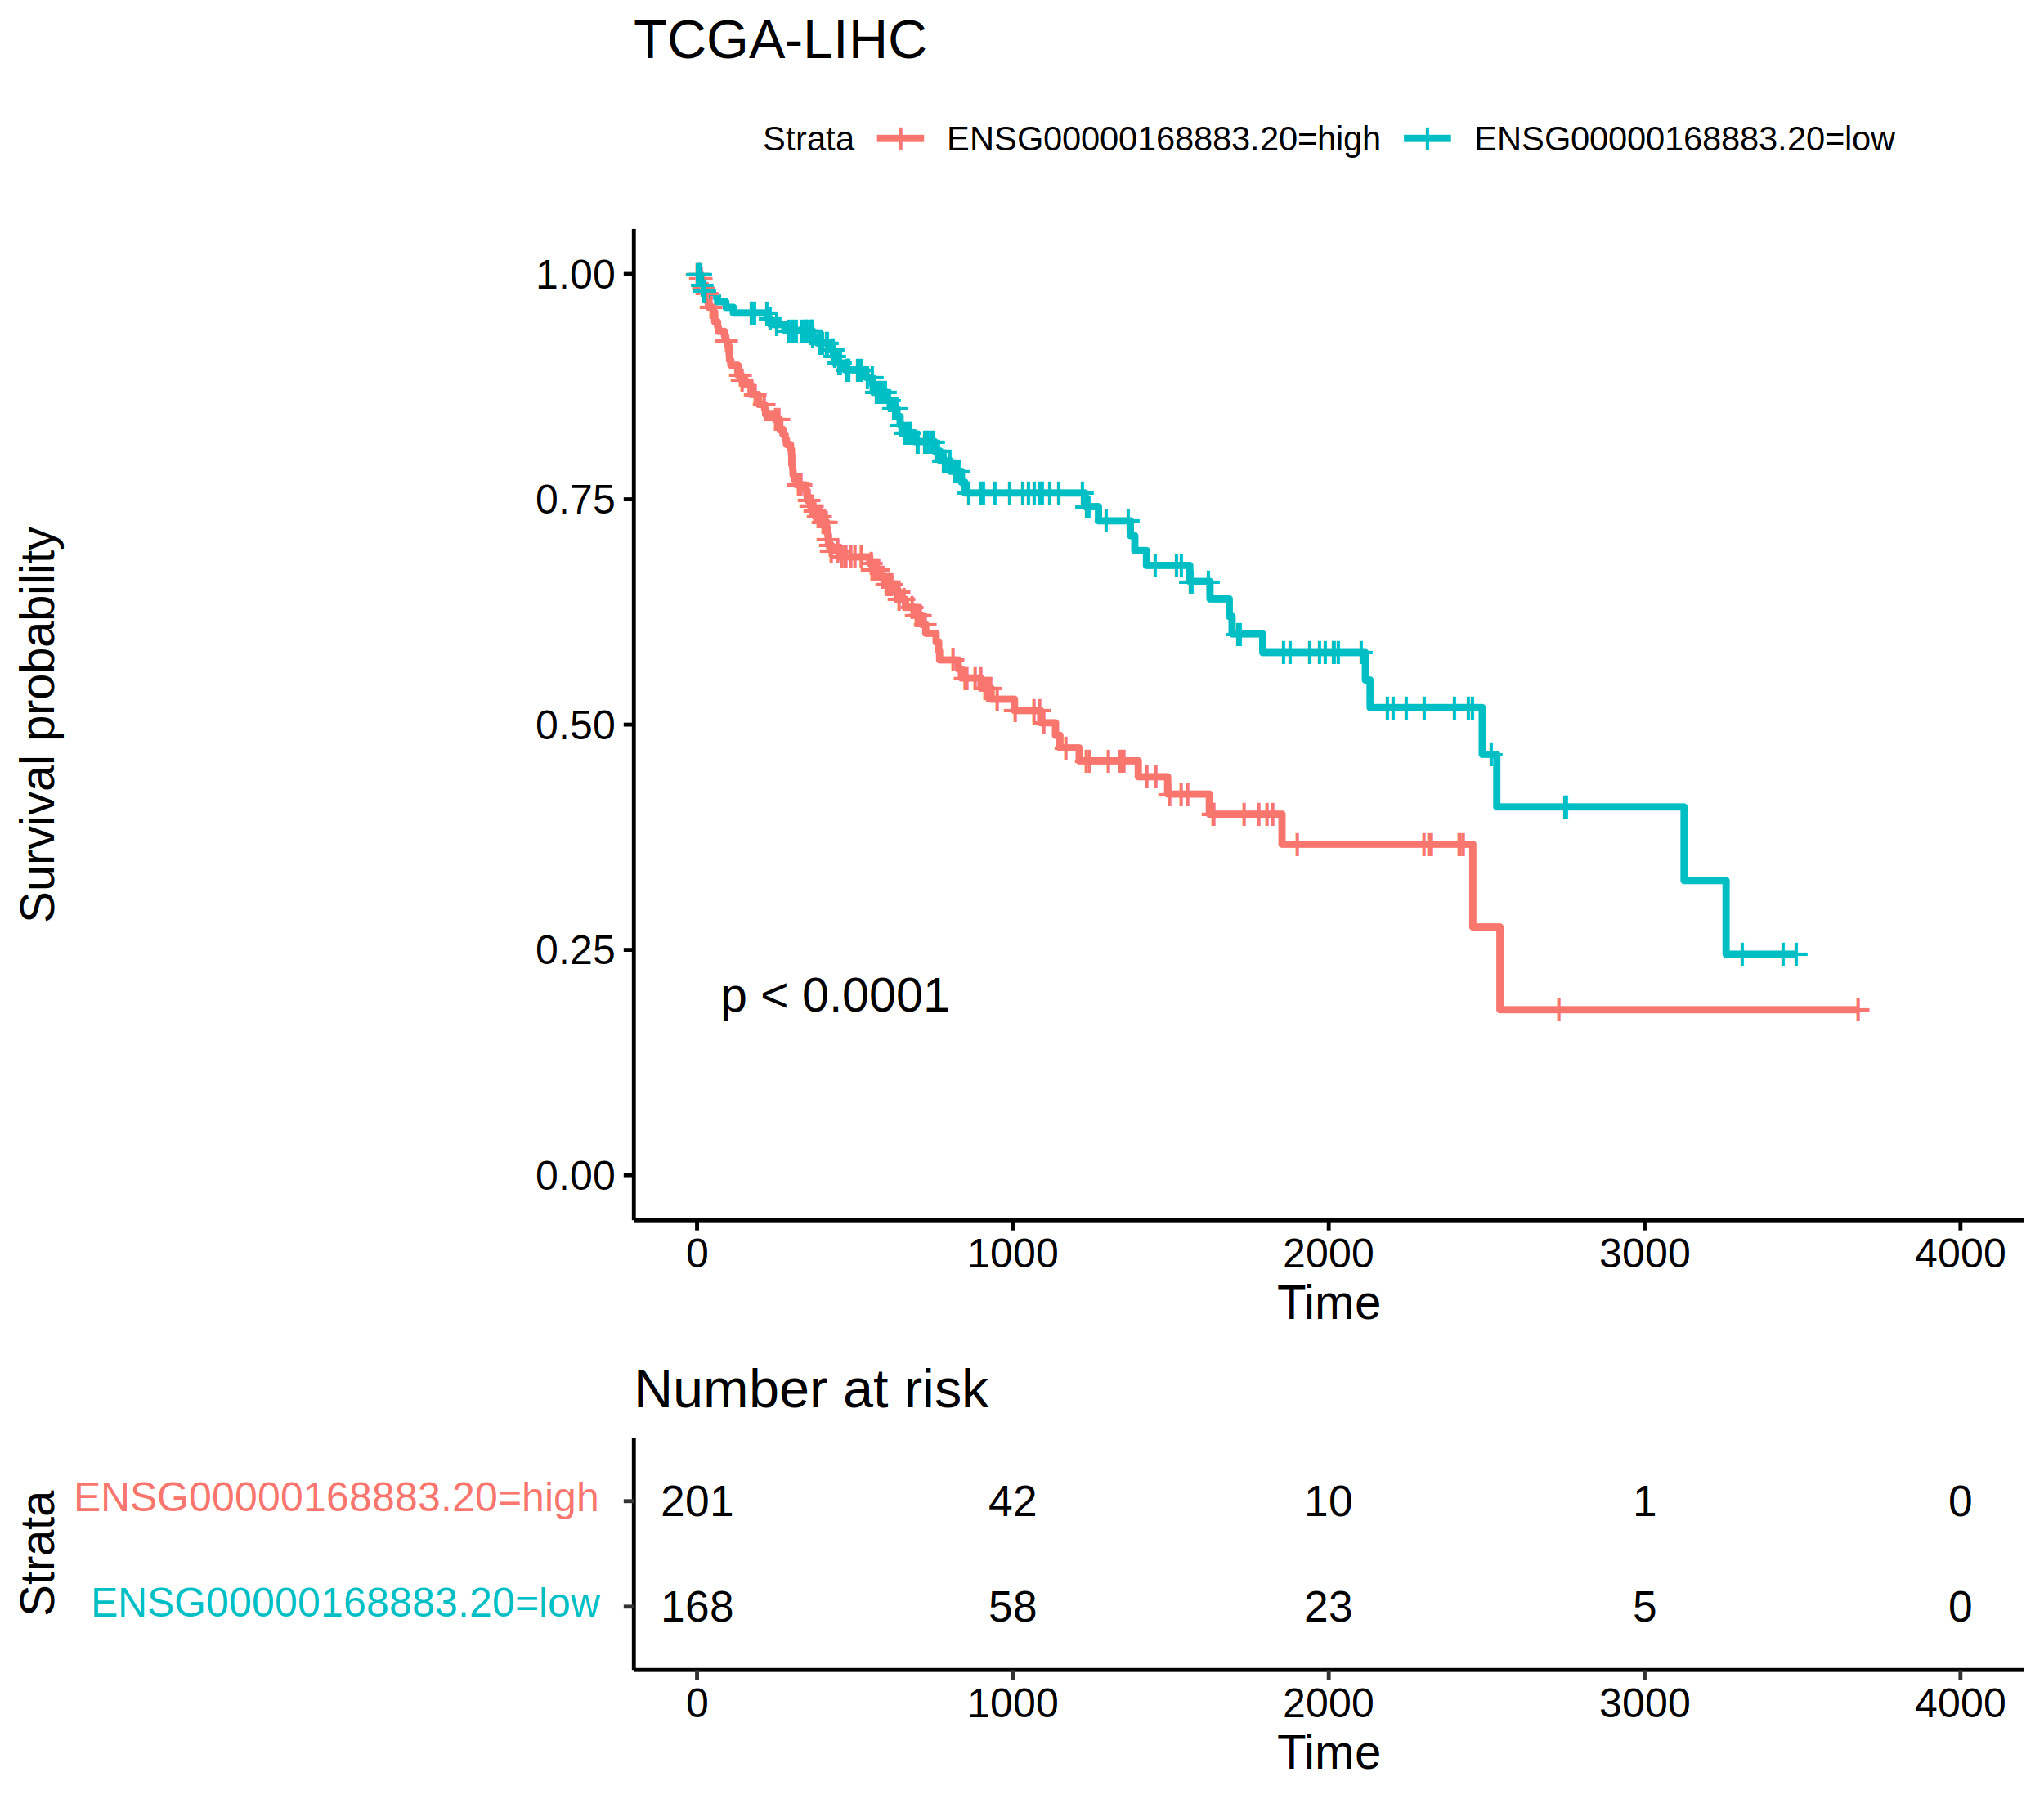 TCGA-LIHC
Strata ENSG00000168883.20=high ENSG00000168883.20=low
Survival probability
1.00
0.75
0.50
0.25
0.00
p < 0.0001
0 1000 2000 3000 4000
Time
Number at risk
Strata
ENSG00000168883.20=high 201 42 10 1 0
ENSG00000168883.20=low 168 58 23 5 0
0 1000 2000 3000 4000
Time